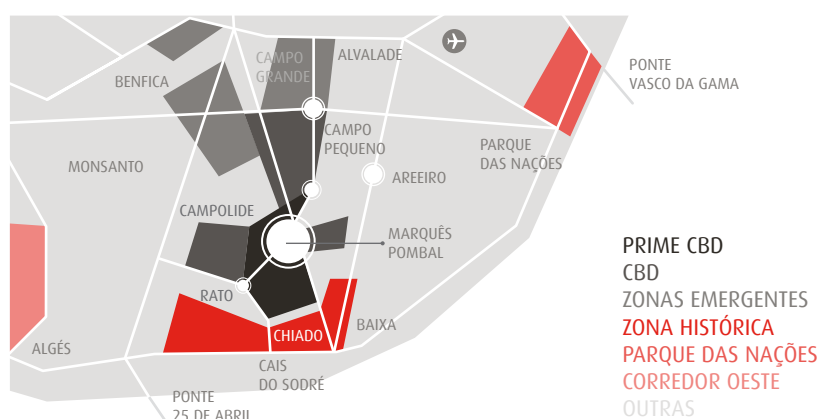 CAMPO
GRANDE
ALVALADE
BENFICA
PONTE
VASCO DA GAMA
CAMPO
PEQUENO
PARQUE
DAS NAÇÕES
MONSANTO
AREEIRO
CAMPOLIDE
MARQUÊS
POMBAL
RATO
CHIADO
BAIXA
ALGÉS
CAIS
DO SODRÉ
PONTE
25 DE ABRIL
PRIME CBD
CBD
ZONAS EMERGENTES
ZONA HISTÓRICA
PARQUE DAS NAÇÕES
CORREDOR OESTE
OUTRAS